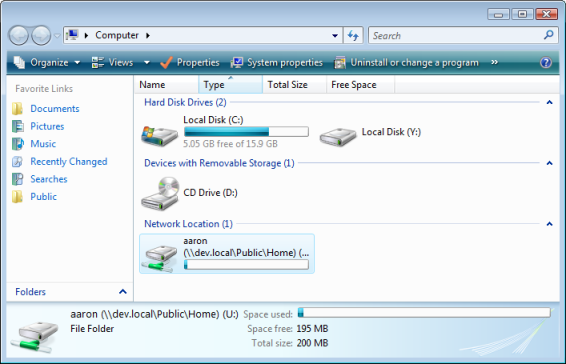 Computer
Search
Organize Views Properties System properties Uninstall or change a program »
Favorite Links
Documents
Pictures
Music
Recently Changed
Searches
Public
Folders
Name Type Total Size Free Space
Hard Disk Drives (2)
Local Disk (C:)
5.05 GB free of 15.9 GB
Local Disk (Y:)
Devices with Removable Storage (1)
CD Drive (D:)
Network Location (1)
aaron
(\\dev.local\Public\Home) (...
aaron (\\dev.local\Public\Home) (U:) Space used:
File Folder Space free: 195 MB
Total size: 200 MB